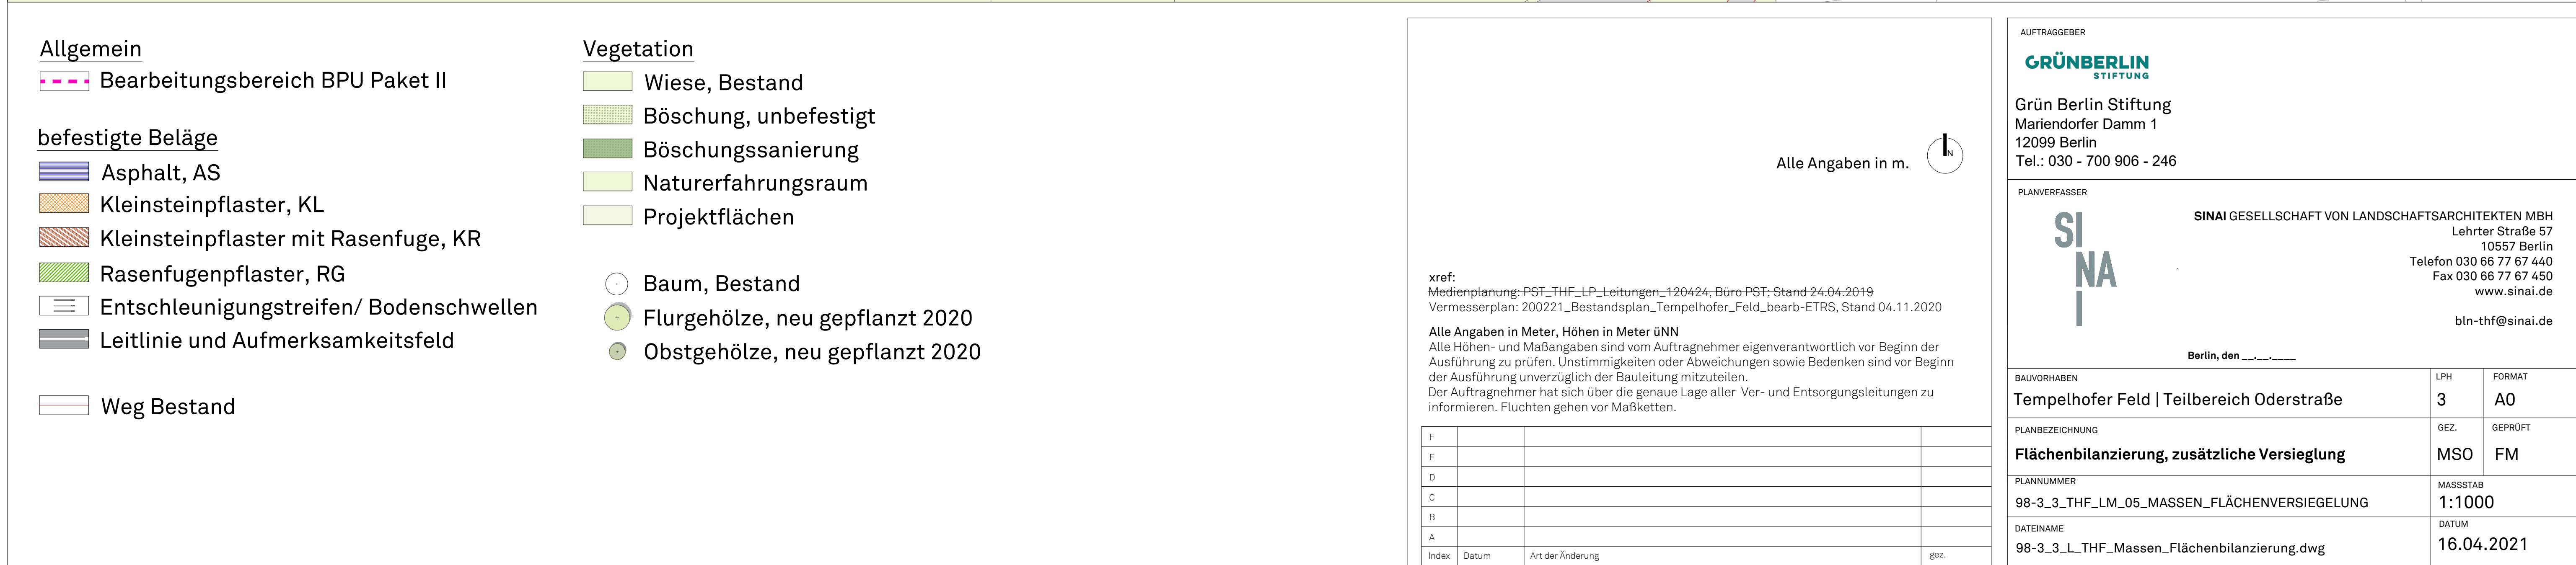 Allgemein
Bearbeitungsbereich BPU Paket II
befestigte Beläge
Asphalt, AS
Kleinsteinpflaster, KL
Kleinsteinpflaster mit Rasenfuge, KR
Rasenfugenpflaster, RG
Entschleunigungstreifen/ Bodenschwellen
Leitlinie und Aufmerksamkeitsfeld
Weg Bestand
Vegetation
Wiese, Bestand
Böschung, unbefestigt
Böschungssanierung
Naturerfahrungsraum
Projektflächen
Baum, Bestand
Flurgehölze, neu gepflanzt 2020
Obstgehölze, neu gepflanzt 2020
Alle Angaben in m.
N
xref:
Medienplanung: PST_THF_LP_Leitungen_120424, Büro PST; Stand 24.04.2019
Vermesserplan: 200221_Bestandsplan_Tempelhofer_Feld_bearb-ETRS, Stand 04.11.2020
Alle Angaben in Meter, Höhen in Meter üNN
Alle Höhen- und Maßangaben sind vom Auftragnehmer eigenverantwortlich vor Beginn der
Ausführung zu prüfen. Unstimmigkeiten oder Abweichungen sowie Bedenken sind vor Beginn
der Ausführung unverzüglich der Bauleitung mitzuteilen.
Der Auftragnehmer hat sich über die genaue Lage aller Ver- und Entsorgungsleitungen zu
informieren. Fluchten gehen vor Maßketten.
F
E
D
C
B
A
Index Datum Art der Änderung gez.
AUFTRAGGEBER
GRÜNBERLIN
STIFTUNG
Grün Berlin Stiftung
Mariendorfer Damm 1
12099 Berlin
Tel.: 030 - 700 906 - 246
PLANVERFASSER
SI
NA
I
SINAI GESELLSCHAFT VON LANDSCHAFTSARCHITEKTEN MBH
Lehrter Straße 57
10557 Berlin
Telefon 030 66 77 67 440
Fax 030 66 77 67 450
www.sinai.de
bln-thf@sinai.de
Berlin, den __.__.____
BAUVORHABEN
Tempelhofer Feld | Teilbereich Oderstraße
LPH
3
FORMAT
A0
PLANBEZEICHNUNG
Flächenbilanzierung, zusätzliche Versieglung
GEZ.
MSO
GEPRÜFT
FM
PLANNUMMER
98-3_3_THF_LM_05_MASSEN_FLÄCHENVERSIEGELUNG
MASSSTAB
1:1000
DATEINAME
98-3_3_L_THF_Massen_Flächenbilanzierung.dwg
DATUM
16.04.2021